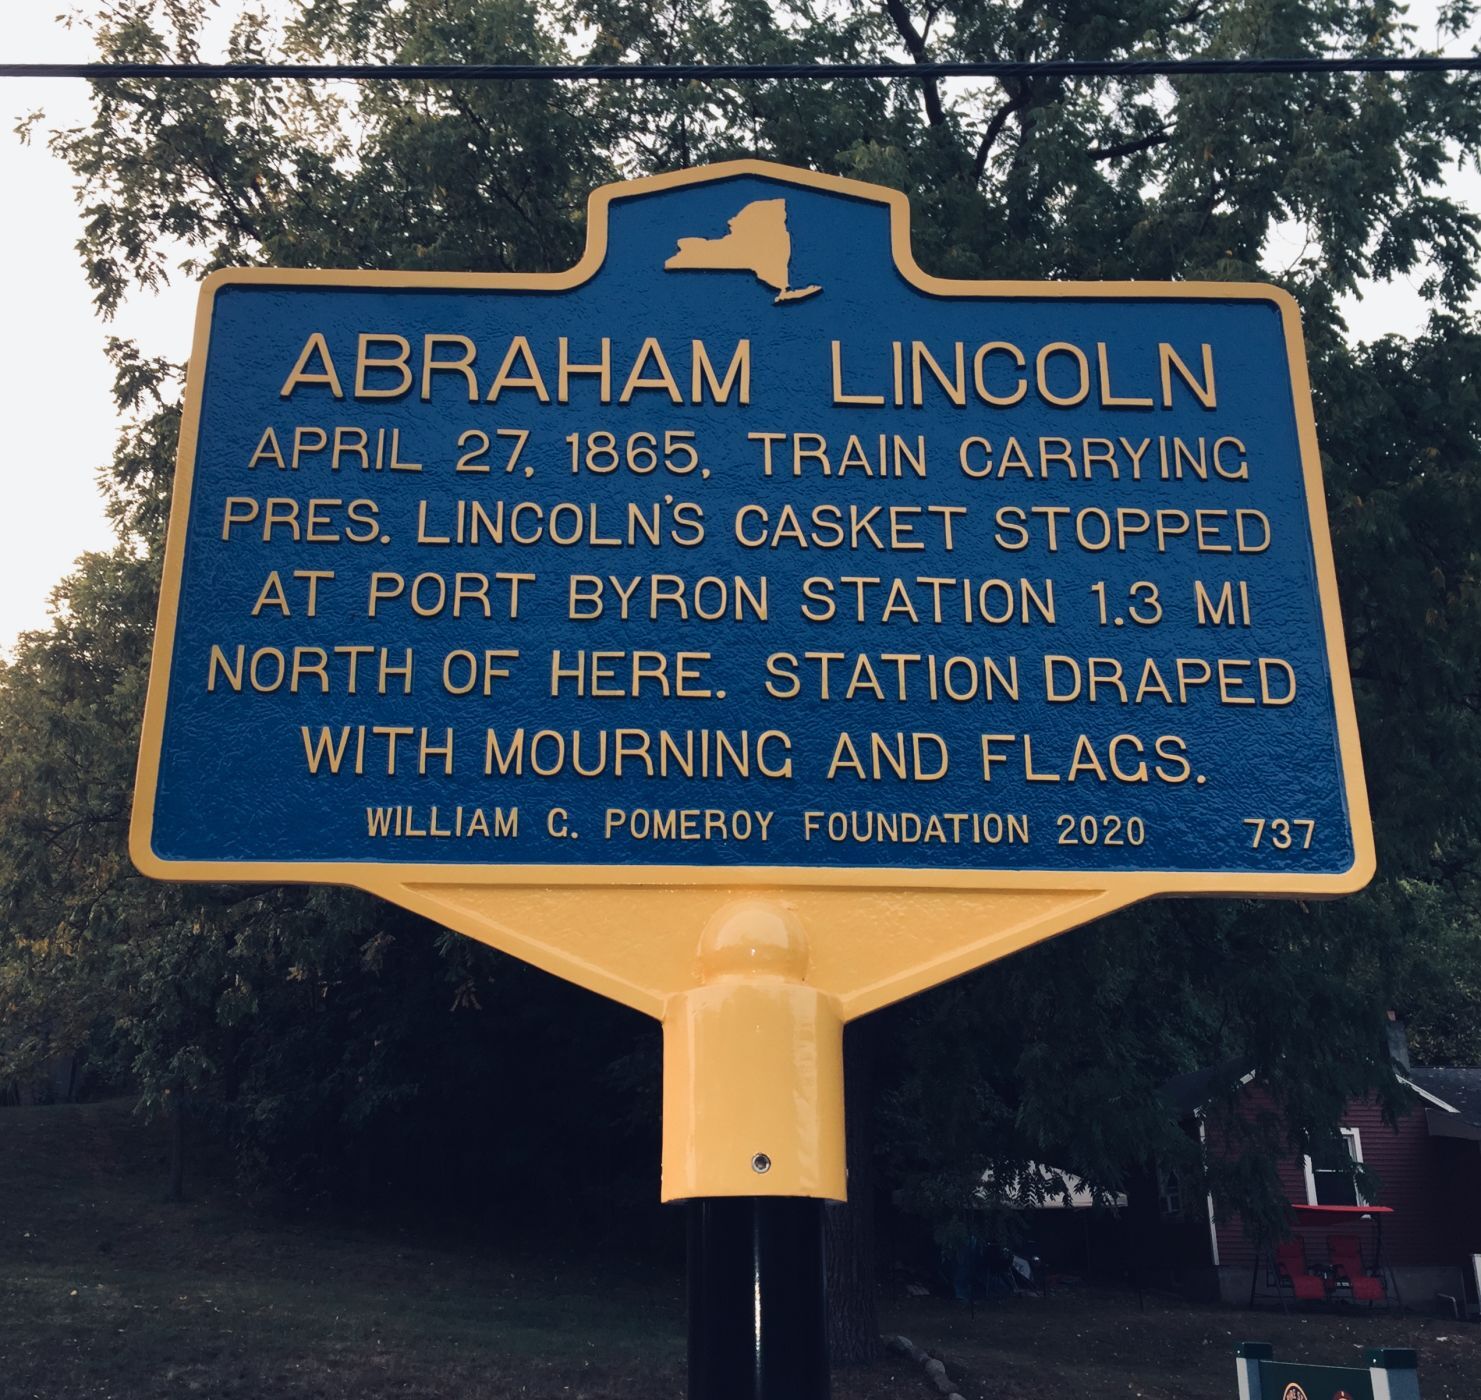 ABRAHAM LINCOLN
APRIL 27, 1865, TRAIN CARRYING
PRES. LINCOLN'S CASKET STOPPED
AT PORT BYRON STATION 1.3 MI
NORTH OF HERE. STATION DRAPED
WITH MOURNING AND FLAGS.
WILLIAM G. POMEROY FOUNDATION 2020 737